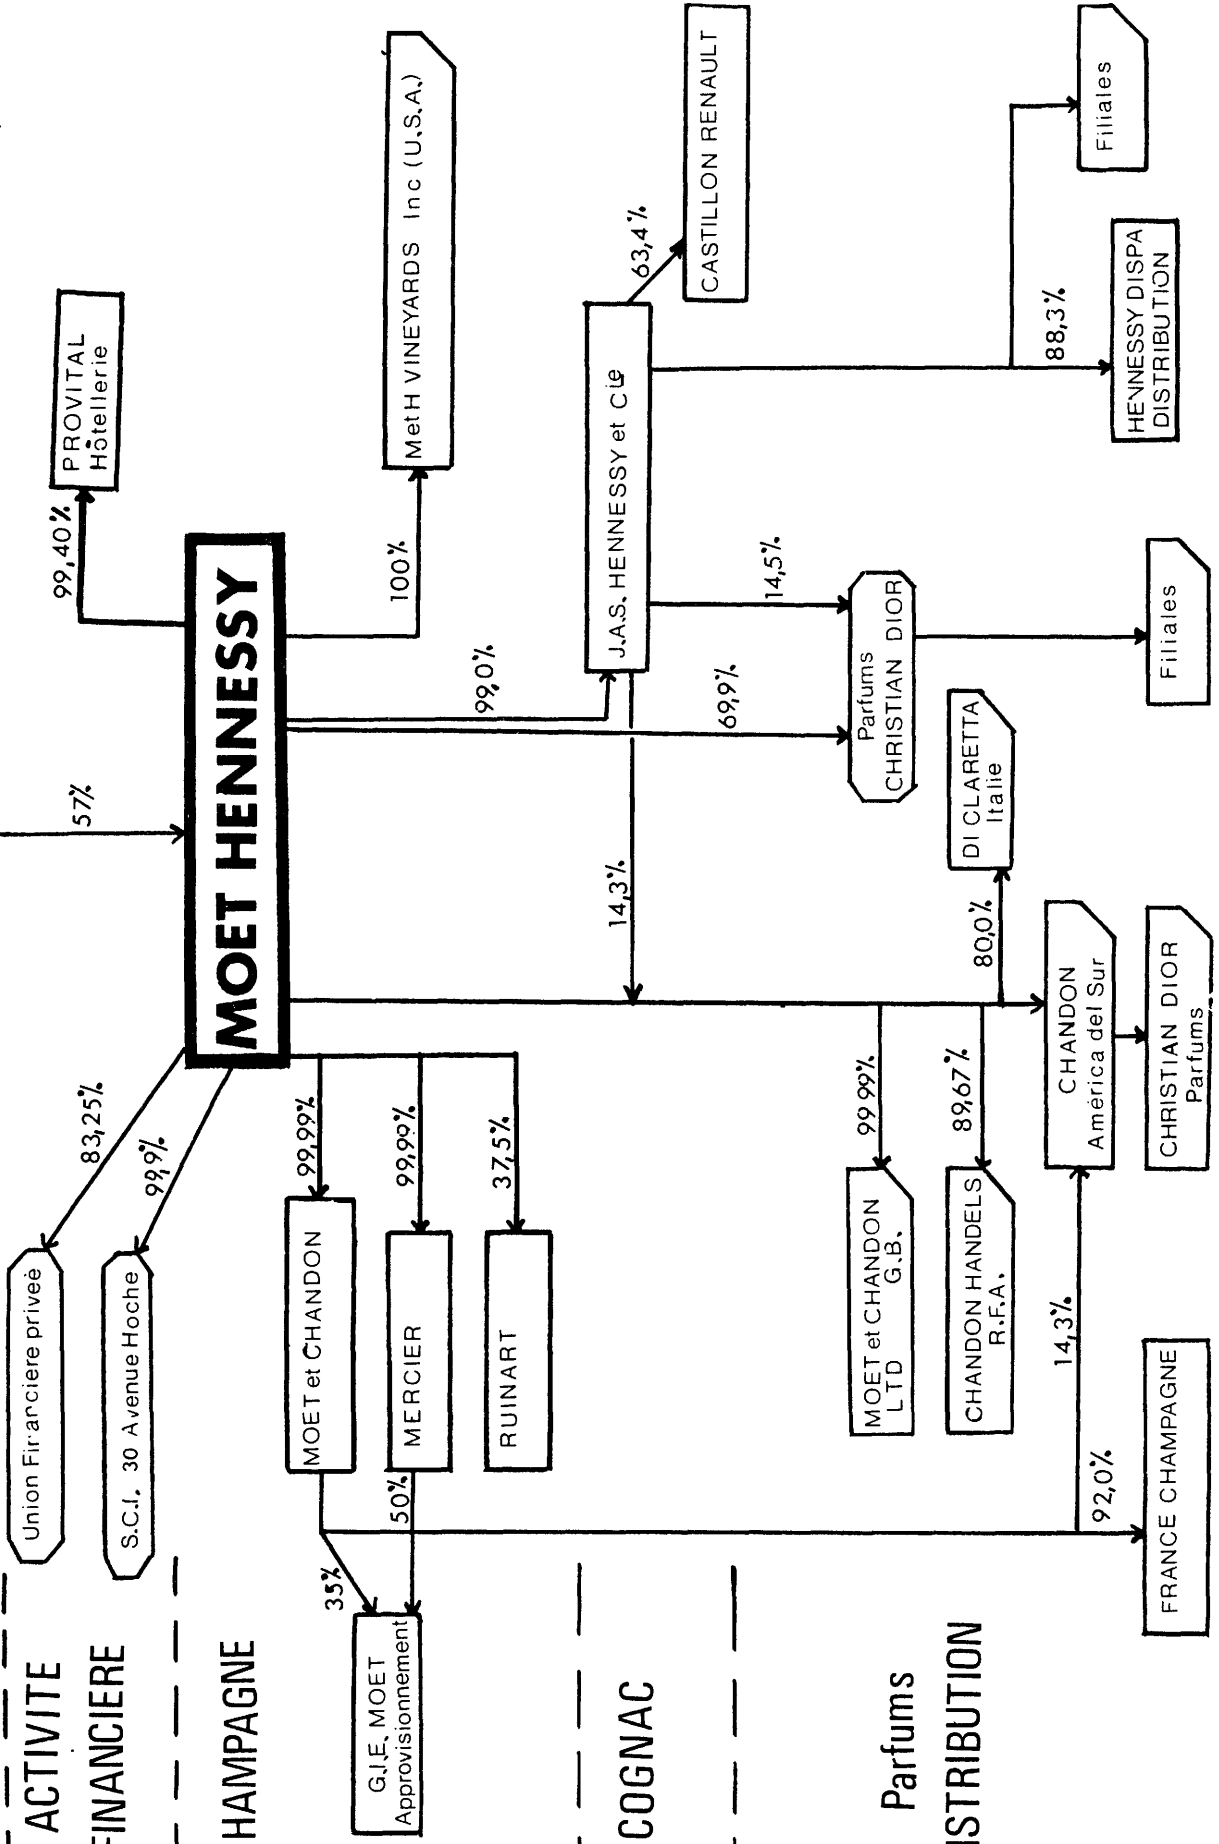 57%
MOET HENNESSY
83,25%
Union Financiere priveè
99,9%
S.C.I. 30 Avenue Hoche
99,40%
PROVITAL
Hôtellerie
ACTIVITE
FINANCIERE
HAMPAGNE
99,99%
MOET et CHANDON
99,99%
MERCIER
37,5%
RUINART
35%
50%
G.I.E. MOET
Approvisionnement
100%
MetH VINEYARDS Inc (U.S.A.)
COGNAC
99,0%
J.A.S. HENNESSY et Cie
63,4%
CASTILLON RENAULT
14,3%
69,9%
14,5%
Parfums
ISTRIBUTION
Parfums
CHRISTIAN DIOR
Filiales
99 99%
MOET et CHANDON
LTD G.B.
89,67%
CHANDON HANDELS
R.F.A.
80,0%
DI CLARETTA
Italie
CHANDON
América del Sur
CHRISTIAN DIOR
Parfums
14,3%
92,0%
FRANCE CHAMPAGNE
88,3%
HENNESSY DISPA
DISTRIBUTION
Filiales